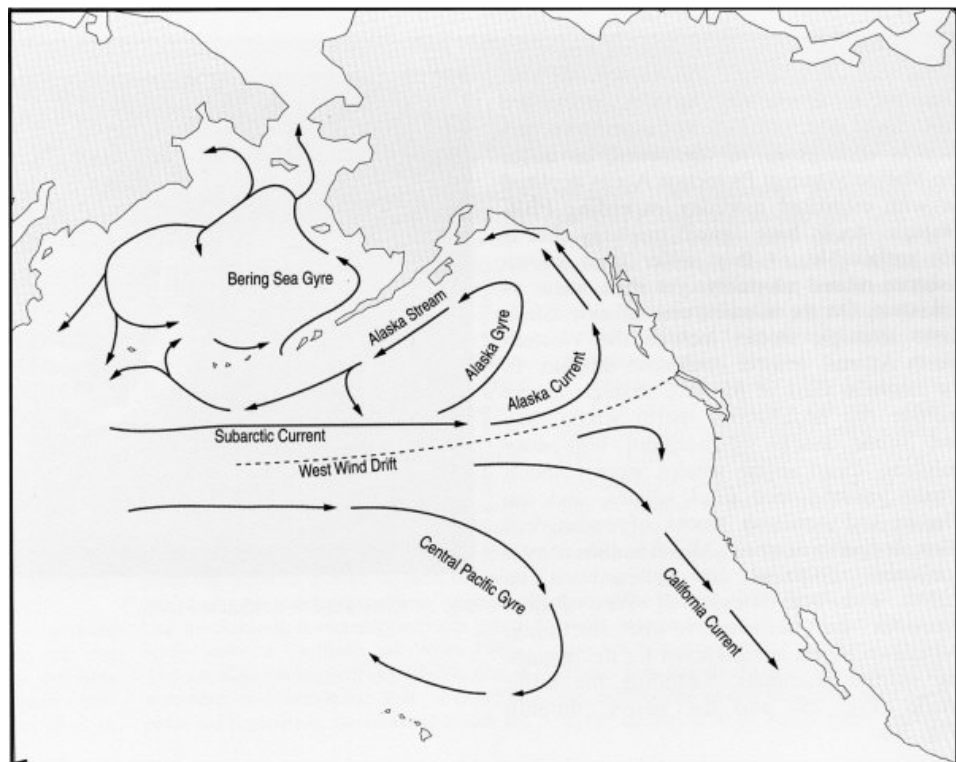 Bering Sea Gyre
Alaska Stream
Alaska Gyre
Alaska Current
Subarctic Current
West Wind Drift
Central Pacific Gyre
California Current